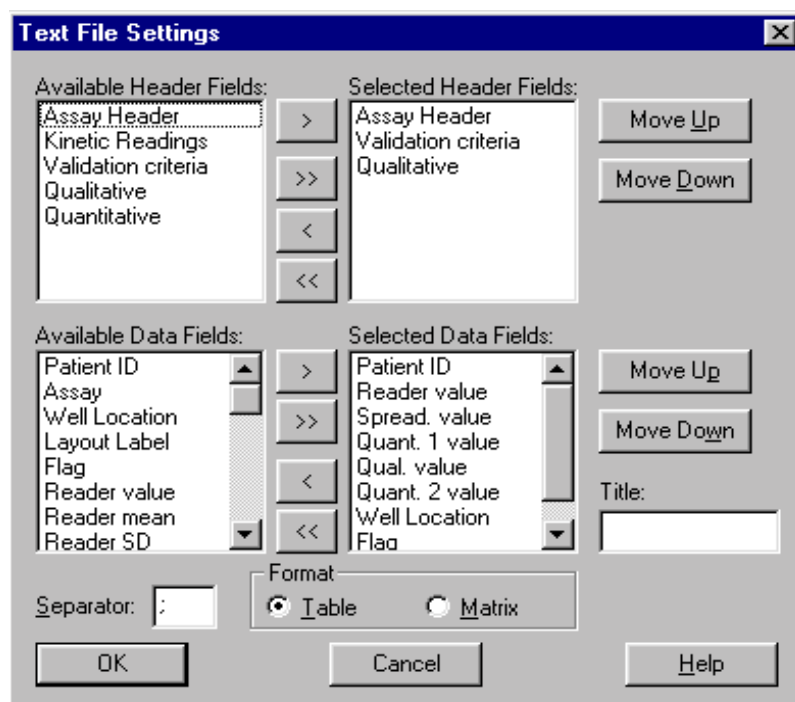 Text File Settings
Available Header Fields:
Assay Header
Kinetic Readings
Validation criteria
Qualitative
Quantitative
>
>>
<
<<
Selected Header Fields:
Assay Header
Validation criteria
Qualitative
Move Up
Move Down
Available Data Fields:
Patient ID
Assay
Well Location
Layout Label
Flag
Reader value
Reader mean
Reader SD
>
>>
<
<<
Selected Data Fields:
Patient ID
Reader value
Spread. value
Quant. 1 value
Qual. value
Quant. 2 value
Well Location
Flag
Move Up
Move Down
Title:
Separator: ;
Format
Table
Matrix
OK
Cancel
Help